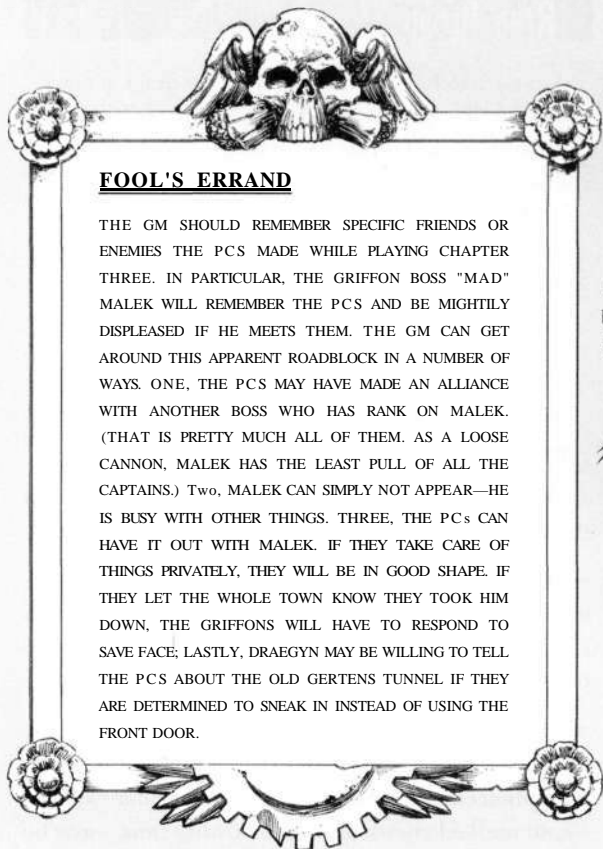 FOOL'S ERRAND
THE GM SHOULD REMEMBER SPECIFIC FRIENDS OR
ENEMIES THE PCS MADE WHILE PLAYING CHAPTER
THREE. IN PARTICULAR, THE GRIFFON BOSS "MAD"
MALEK WILL REMEMBER THE PCS AND BE MIGHTILY
DISPLEASED IF HE MEETS THEM. THE GM CAN GET
AROUND THIS APPARENT ROADBLOCK IN A NUMBER OF
WAYS. ONE, THE PCS MAY HAVE MADE AN ALLIANCE
WITH ANOTHER BOSS WHO HAS RANK ON MALEK.
(THAT IS PRETTY MUCH ALL OF THEM. AS A LOOSE
CANNON, MALEK HAS THE LEAST PULL OF ALL THE
CAPTAINS.) Two, MALEK CAN SIMPLY NOT APPEAR—HE
IS BUSY WITH OTHER THINGS. THREE, THE PCs CAN
HAVE IT OUT WITH MALEK. IF THEY TAKE CARE OF
THINGS PRIVATELY, THEY WILL BE IN GOOD SHAPE. IF
THEY LET THE WHOLE TOWN KNOW THEY TOOK HIM
DOWN, THE GRIFFONS WILL HAVE TO RESPOND TO
SAVE FACE; LASTLY, DRAEGYN MAY BE WILLING TO TELL
THE PCS ABOUT THE OLD GERTENS TUNNEL IF THEY
ARE DETERMINED TO SNEAK IN INSTEAD OF USING THE
FRONT DOOR.